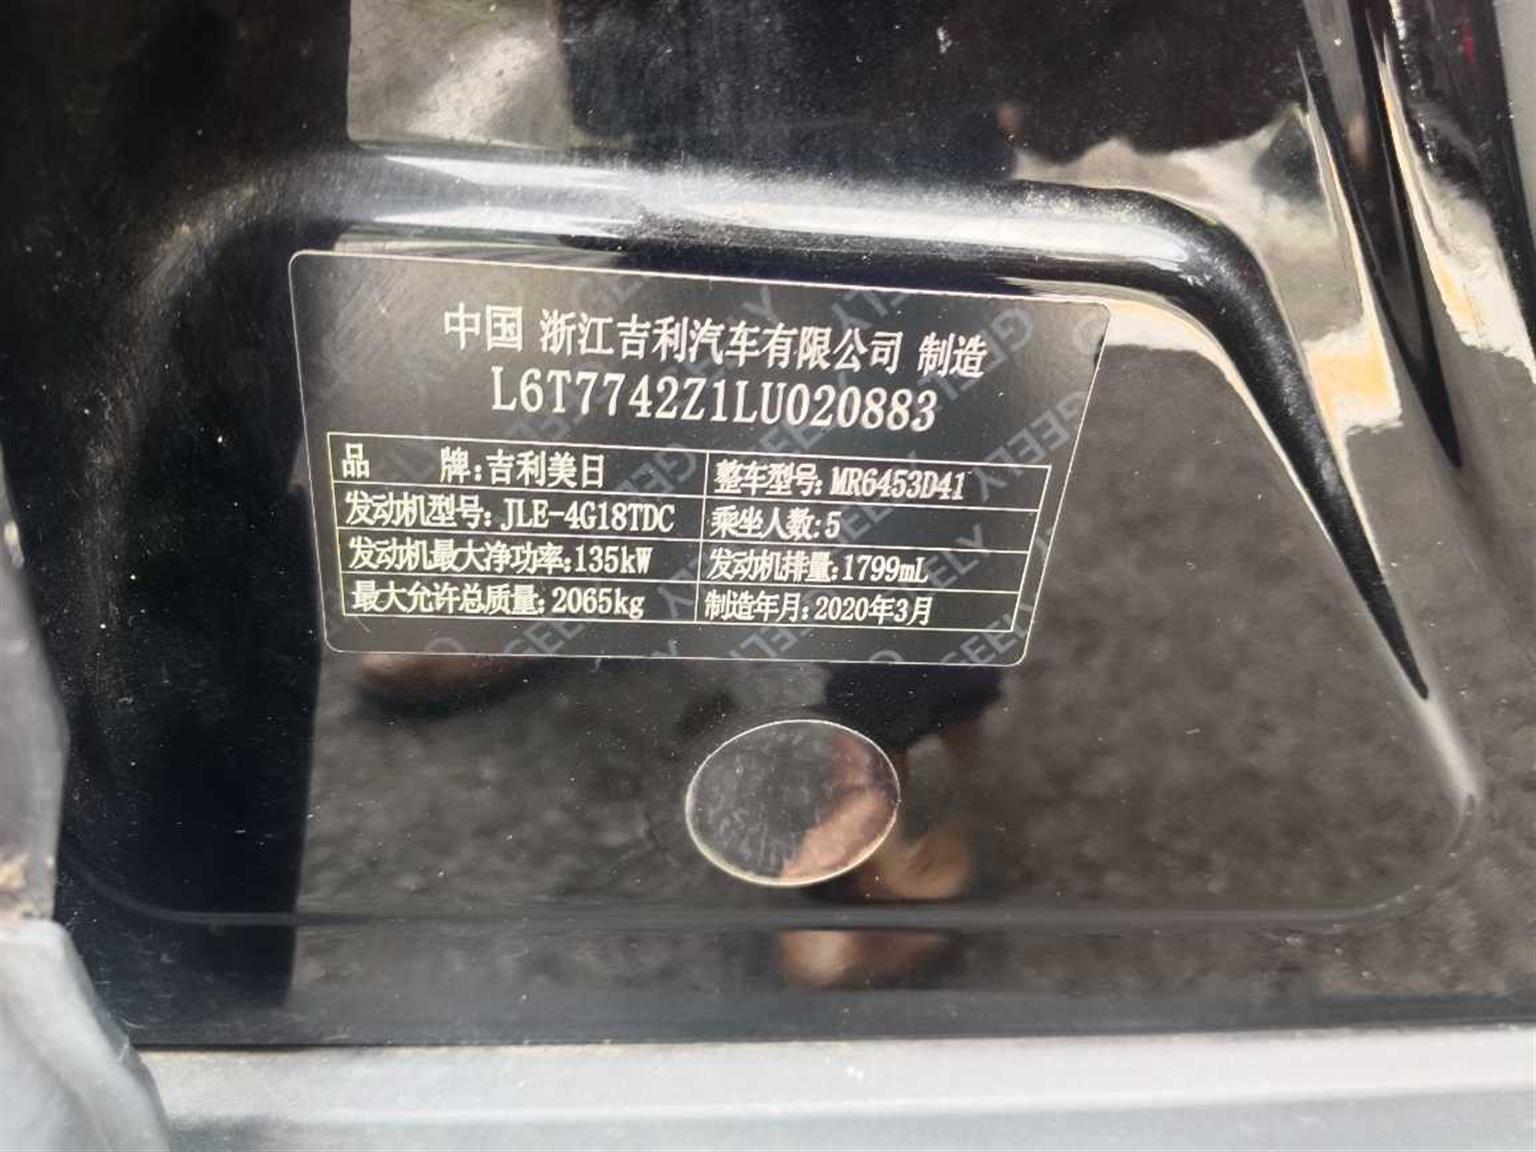 中国 浙江吉利汽车有限公司 制造
L6T7742Z1LU020883
品 牌:吉利美日 整车型号:MR6453D41
发动机型号:JLE-4G18TDC 乘坐人数:5
发动机最大净功率:135kW 发动机排量:1799mL
最大允许总质量:2065kg 制造年月:2020年3月